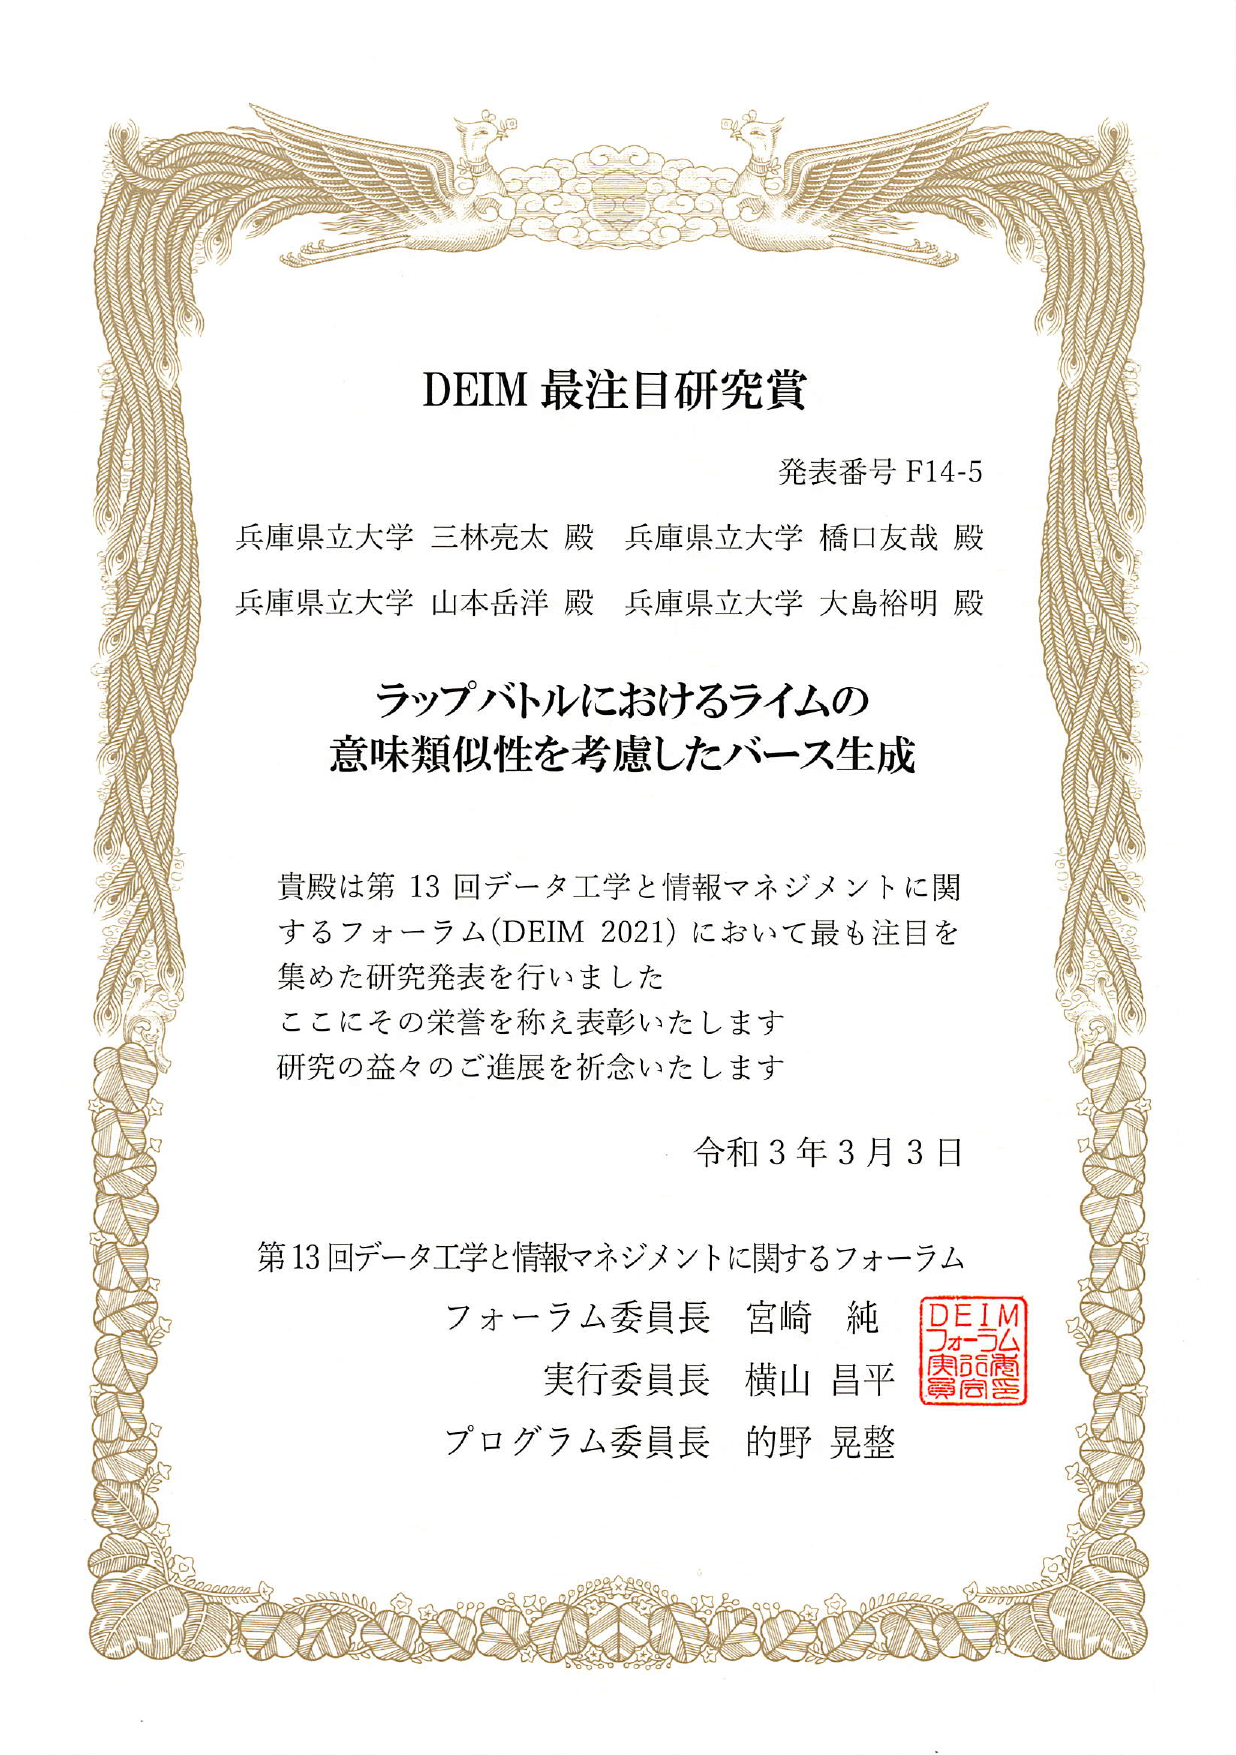 DEIM 最注目研究賞
発表番号 F14-5
兵庫県立大学 三林亮太 殿 兵庫県立大学 橋口友哉 殿
兵庫県立大学 山本岳洋 殿 兵庫県立大学 大島裕明 殿
ラップバトルにおけるライムの
意味類似性を考慮したバース生成
貴殿は第 13 回データ工学と情報マネジメントに関
するフォーラム(DEIM 2021) において最も注目を
集めた研究発表を行いました
ここにその栄誉を称え表彰いたします
研究の益々のご進展を祈念いたします
令和 3 年 3 月 3 日
第13回データ工学と情報マネジメントに関するフォーラム
フォーラム委員長 宮崎 純
実行委員長 横山 昌平
プログラム委員長 的野 晃整
DEIM
フォーラム